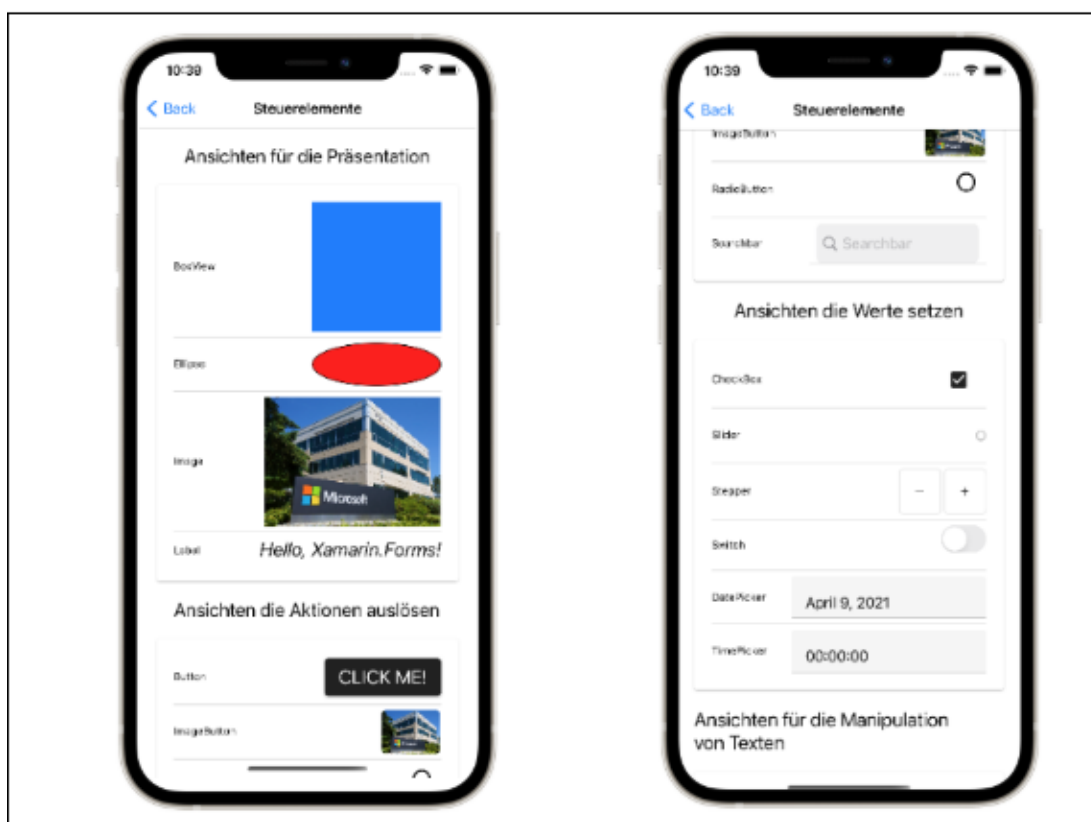 10:39
Back Steuerelemente
Ansichten für die Präsentation
BoxView
Ellipse
Image
Microsoft
Label Hello, Xamarin.Forms!
Ansichten die Aktionen auslösen
Button CLICK ME!
ImageButton
10:39
Back Steuerelemente
ImageButton
RadioButton
Searchbar Searchbar
Ansichten die Werte setzen
CheckBox
Slider
Stepper − +
Switch
DatePicker April 9, 2021
TimePicker 00:00:00
Ansichten für die Manipulation
von Texten